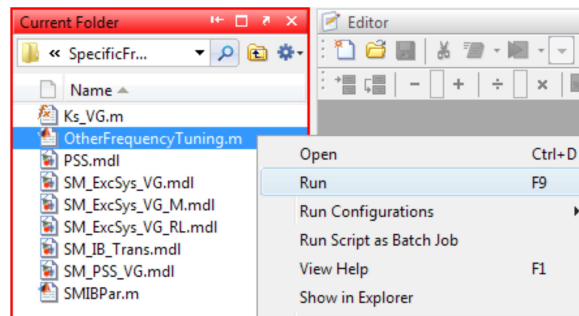 Current Folder
Editor
« SpecificFr...
Name
Ks_VG.m
OtherFrequencyTuning.m
PSS.mdl
SM_ExcSys_VG.mdl
SM_ExcSys_VG_M.mdl
SM_ExcSys_VG_RL.mdl
SM_IB_Trans.mdl
SM_PSS_VG.mdl
SMIBPar.m
Open Ctrl+D
Run F9
Run Configurations
Run Script as Batch Job
View Help F1
Show in Explorer